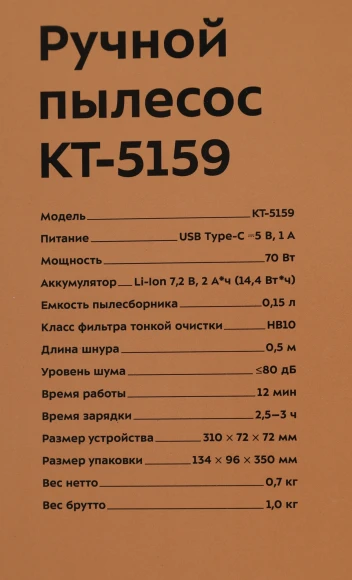 Ручной
пылесос
КТ-5159
Модель КТ-5159
Питание USB Type-C ⎓5 В, 1 А
Мощность 70 Вт
Аккумулятор Li-Ion 7,2 В, 2 А*ч (14,4 Вт*ч)
Емкость пылесборника 0,15 л
Класс фильтра тонкой очистки HB10
Длина шнура 0,5 м
Уровень шума ≤80 дБ
Время работы 12 мин
Время зарядки 2,5–3 ч
Размер устройства 310 × 72 × 72 мм
Размер упаковки 134 × 96 × 350 мм
Вес нетто 0,7 кг
Вес брутто 1,0 кг